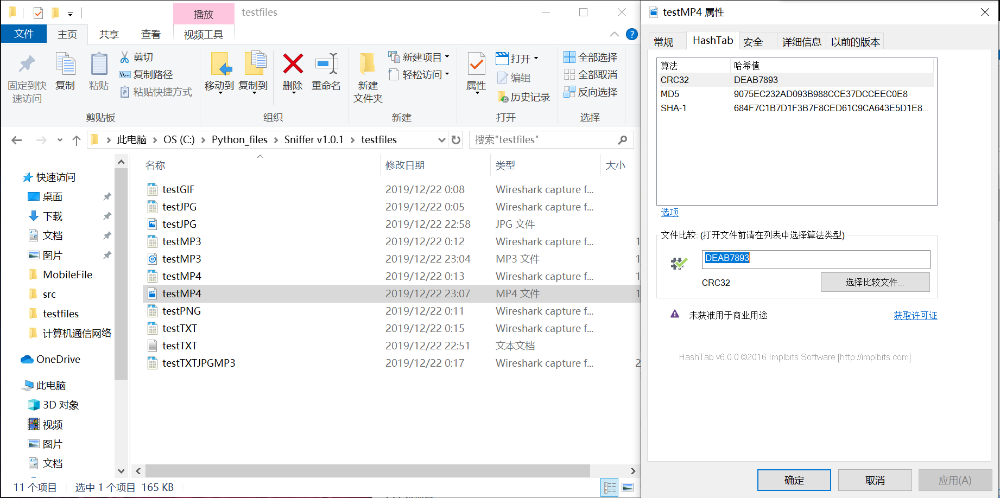 播放
testfiles
文件
主页
共享
查看
视频工具
固定到快
速访问
复制
粘贴
剪切
复制路径
粘贴快捷方式
剪贴板
移动到
复制到
删除
重命名
组织
新建
文件夹
新建项目
轻松访问
新建
属性
打开
编辑
历史记录
打开
全部选择
全部取消
反向选择
选择
此电脑 > OS (C:) > Python_files > Sniffer v1.0.1 > testfiles
搜索"testfiles"
快速访问
桌面
下载
文档
图片
MobileFile
src
testfiles
计算机通信网络
OneDrive
此电脑
3D 对象
视频
图片
文档
名称 修改日期 类型 大小
testGIF 2019/12/22 0:08 Wireshark capture f...
testJPG 2019/12/22 0:05 Wireshark capture f...
testJPG 2019/12/22 22:58 JPG 文件
testMP3 2019/12/22 0:12 Wireshark capture f... 1
testMP3 2019/12/22 23:04 MP3 文件 1
testMP4 2019/12/22 0:13 Wireshark capture f... 1
testMP4 2019/12/22 23:07 MP4 文件 1
testPNG 2019/12/22 0:11 Wireshark capture f...
testTXT 2019/12/22 0:15 Wireshark capture f...
testTXT 2019/12/22 22:51 文本文档
testTXTJPGMP3 2019/12/22 0:17 Wireshark capture f... 2
11 个项目 选中 1 个项目 165 KB
testMP4 属性
常规
HashTab
安全
详细信息
以前的版本
算法 哈希值
CRC32 DEAB7893
MD5 9075EC232AD093B988CCE37DCCEEC0E8
SHA-1 684F7C1B7D1F3B7F8CED61C9CA643E5D1E8...
选项
文件比较: (打开文件前请在列表中选择算法类型)
DEAB7893
CRC32
选择比较文件...
未获准用于商业用途
获取许可证
HashTab v6.0.0 ©2016 Implbits Software [http://implbits.com]
确定
取消
应用(A)